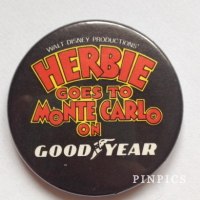 WALT DISNEY PRODUCTIONS'
HERBIE
GOES TO
MONTE CARLO
ON
GOODYEAR
PINPICS